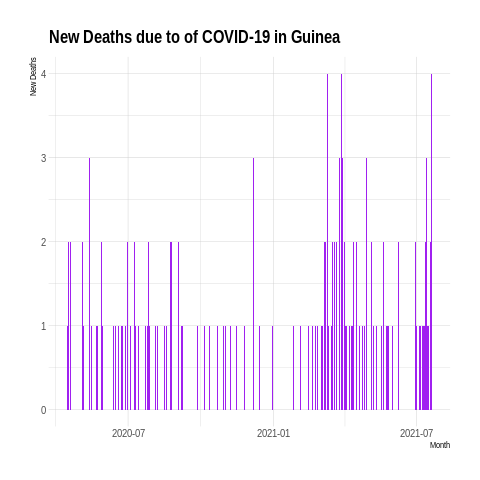 New Deaths due to of COVID-19 in Guinea
New Deaths
4
3
2
1
0
2020-07
2021-01
2021-07
Month